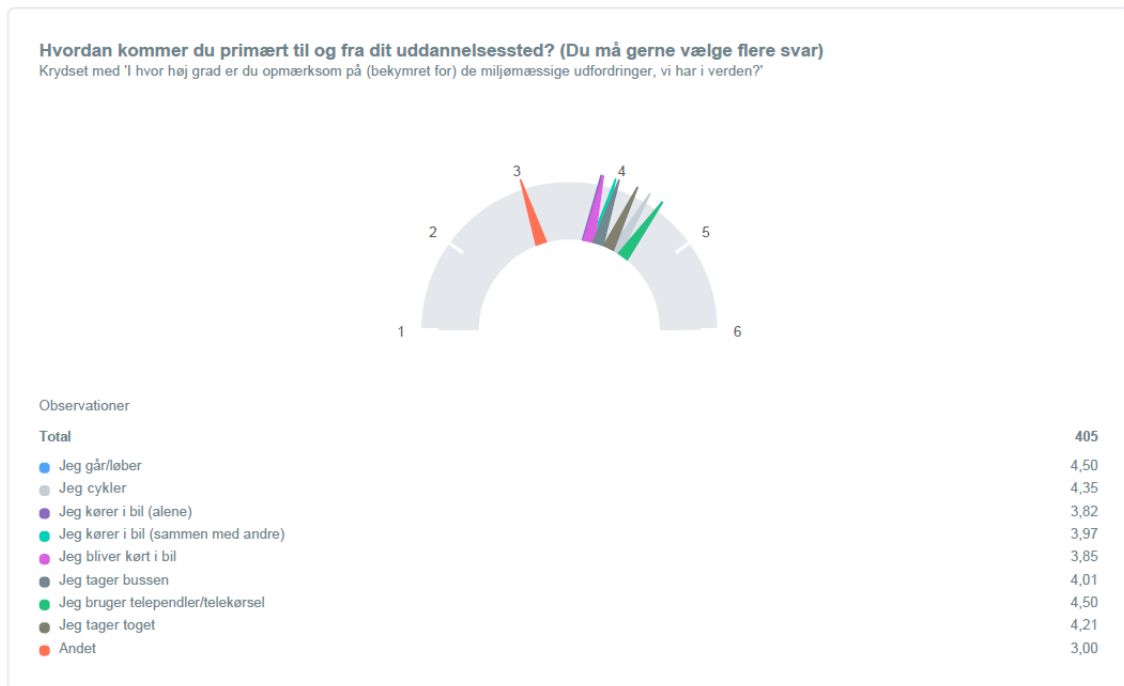 Hvordan kommer du primært til og fra dit uddannelsessted? (Du må gerne vælge flere svar)
Krydset med 'I hvor høj grad er du opmærksom på (bekymret for) de miljømæssige udfordringer, vi har i verden?'
3
4
2
5
1
6
Observationer
Total 405
Jeg går/løber 4,50
Jeg cykler 4,35
Jeg kører i bil (alene) 3,82
Jeg kører i bil (sammen med andre) 3,97
Jeg bliver kørt i bil 3,85
Jeg tager bussen 4,01
Jeg bruger telependler/telekørsel 4,50
Jeg tager toget 4,21
Andet 3,00